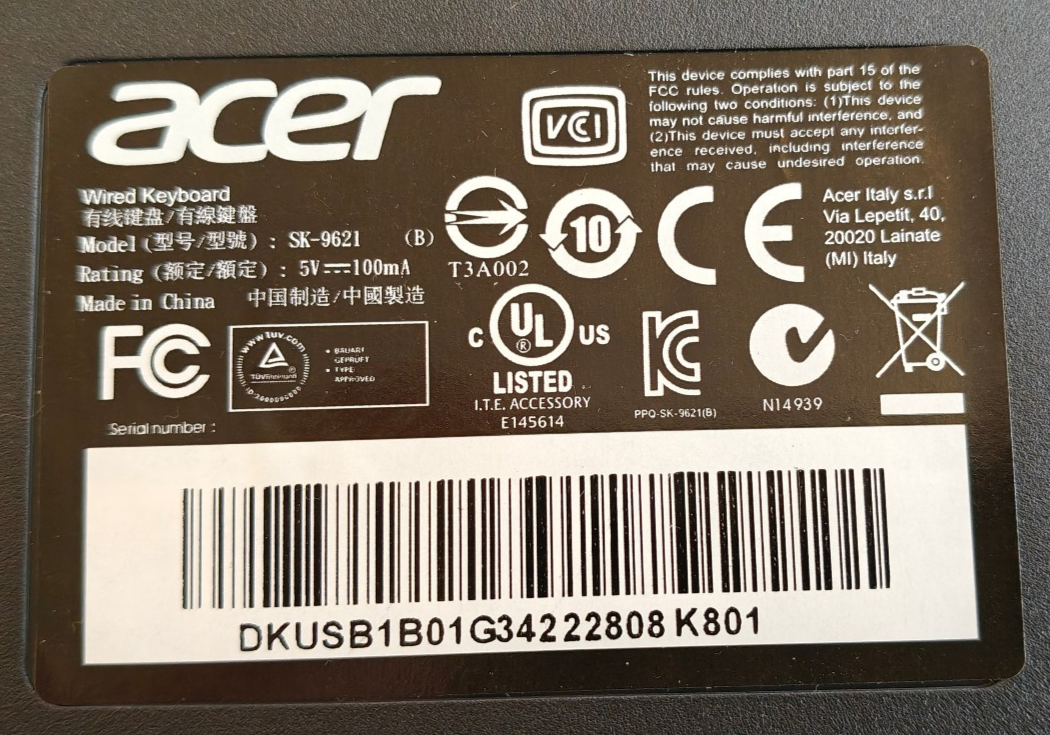 acer
VCCI
This device complies with part 15 of the
FCC rules. Operation is subject to the
following two conditions: (1)This device
may not cause harmful interference, and
(2)This device must accept any interfer-
ence received, including interference
that may cause undesired operation.
Wired Keyboard
有线键盘/有線鍵盤
Model (型号/型號) : SK-9621 (B)
Rating (额定/額定) : 5V⎓100mA
Made in China 中国制造/中國製造
T3A002
10
CE
Acer Italy s.r.l
Via Lepetit, 40,
20020 Lainate
(MI) Italy
FC
www.tuv.com
TÜVRheinland
®
BAUART
GEPRÜFT
TYPE
APPROVED
C UL US
®
LISTED
I.T.E. ACCESSORY
E145614
PPQ-SK-9621(B)
N14939
Serial number :
DKUSB1B01G34222808K801